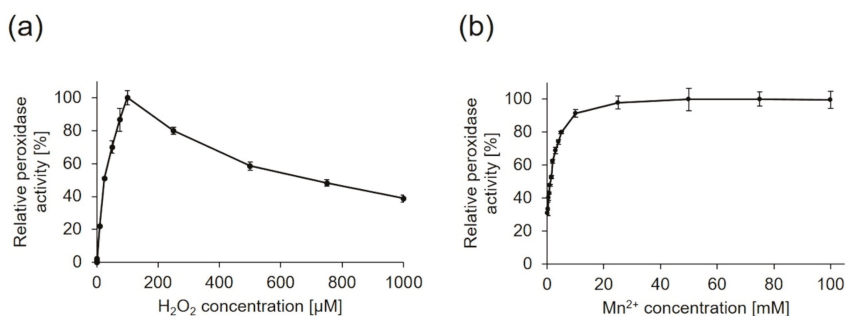 (a)
Relative peroxidase
activity [%]
100
80
60
40
20
0
0 200 400 600 800 1000
H₂O₂ concentration [µM]
(b)
Relative peroxidase
activity [%]
100
80
60
40
20
0
0 20 40 60 80 100
Mn²⁺ concentration [mM]